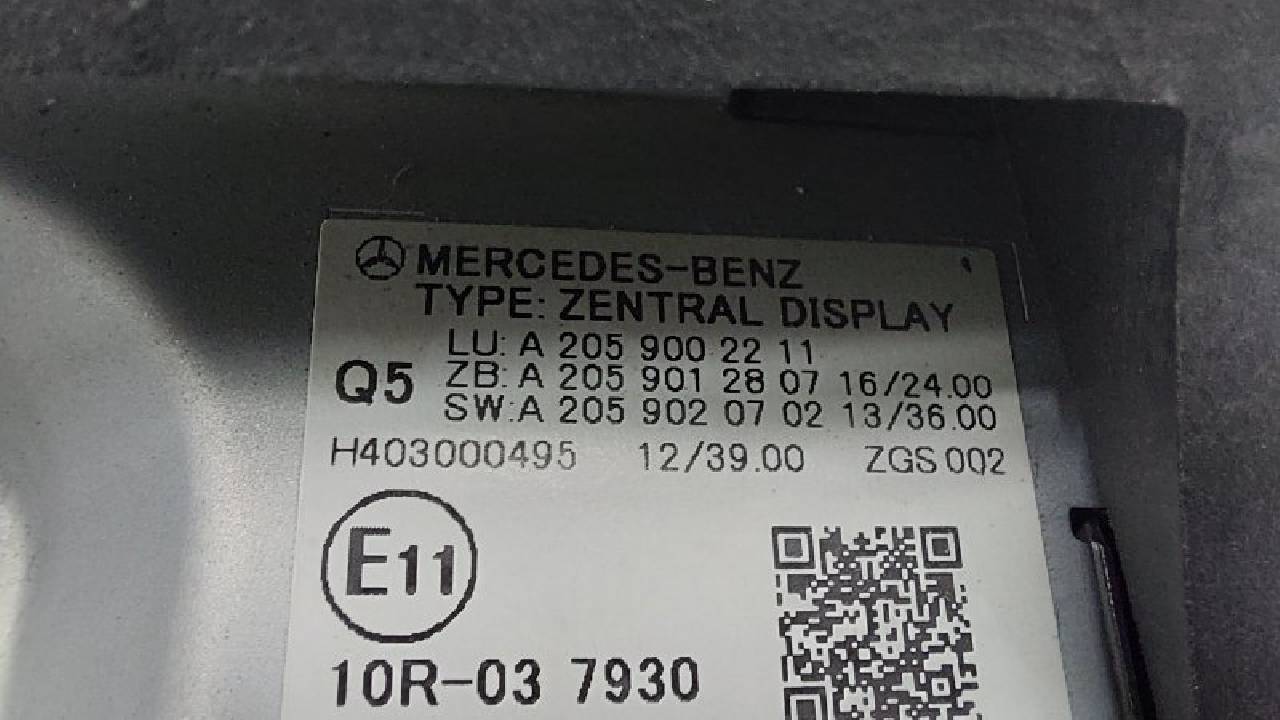 MERCEDES-BENZ
TYPE: ZENTRAL DISPLAY
LU: A 205 900 22 11
Q5 ZB: A 205 901 28 07 16/24.00
SW:A 205 902 07 02 13/36.00
H403000495 12/39.00 ZGS 002
E11
10R-03 7930